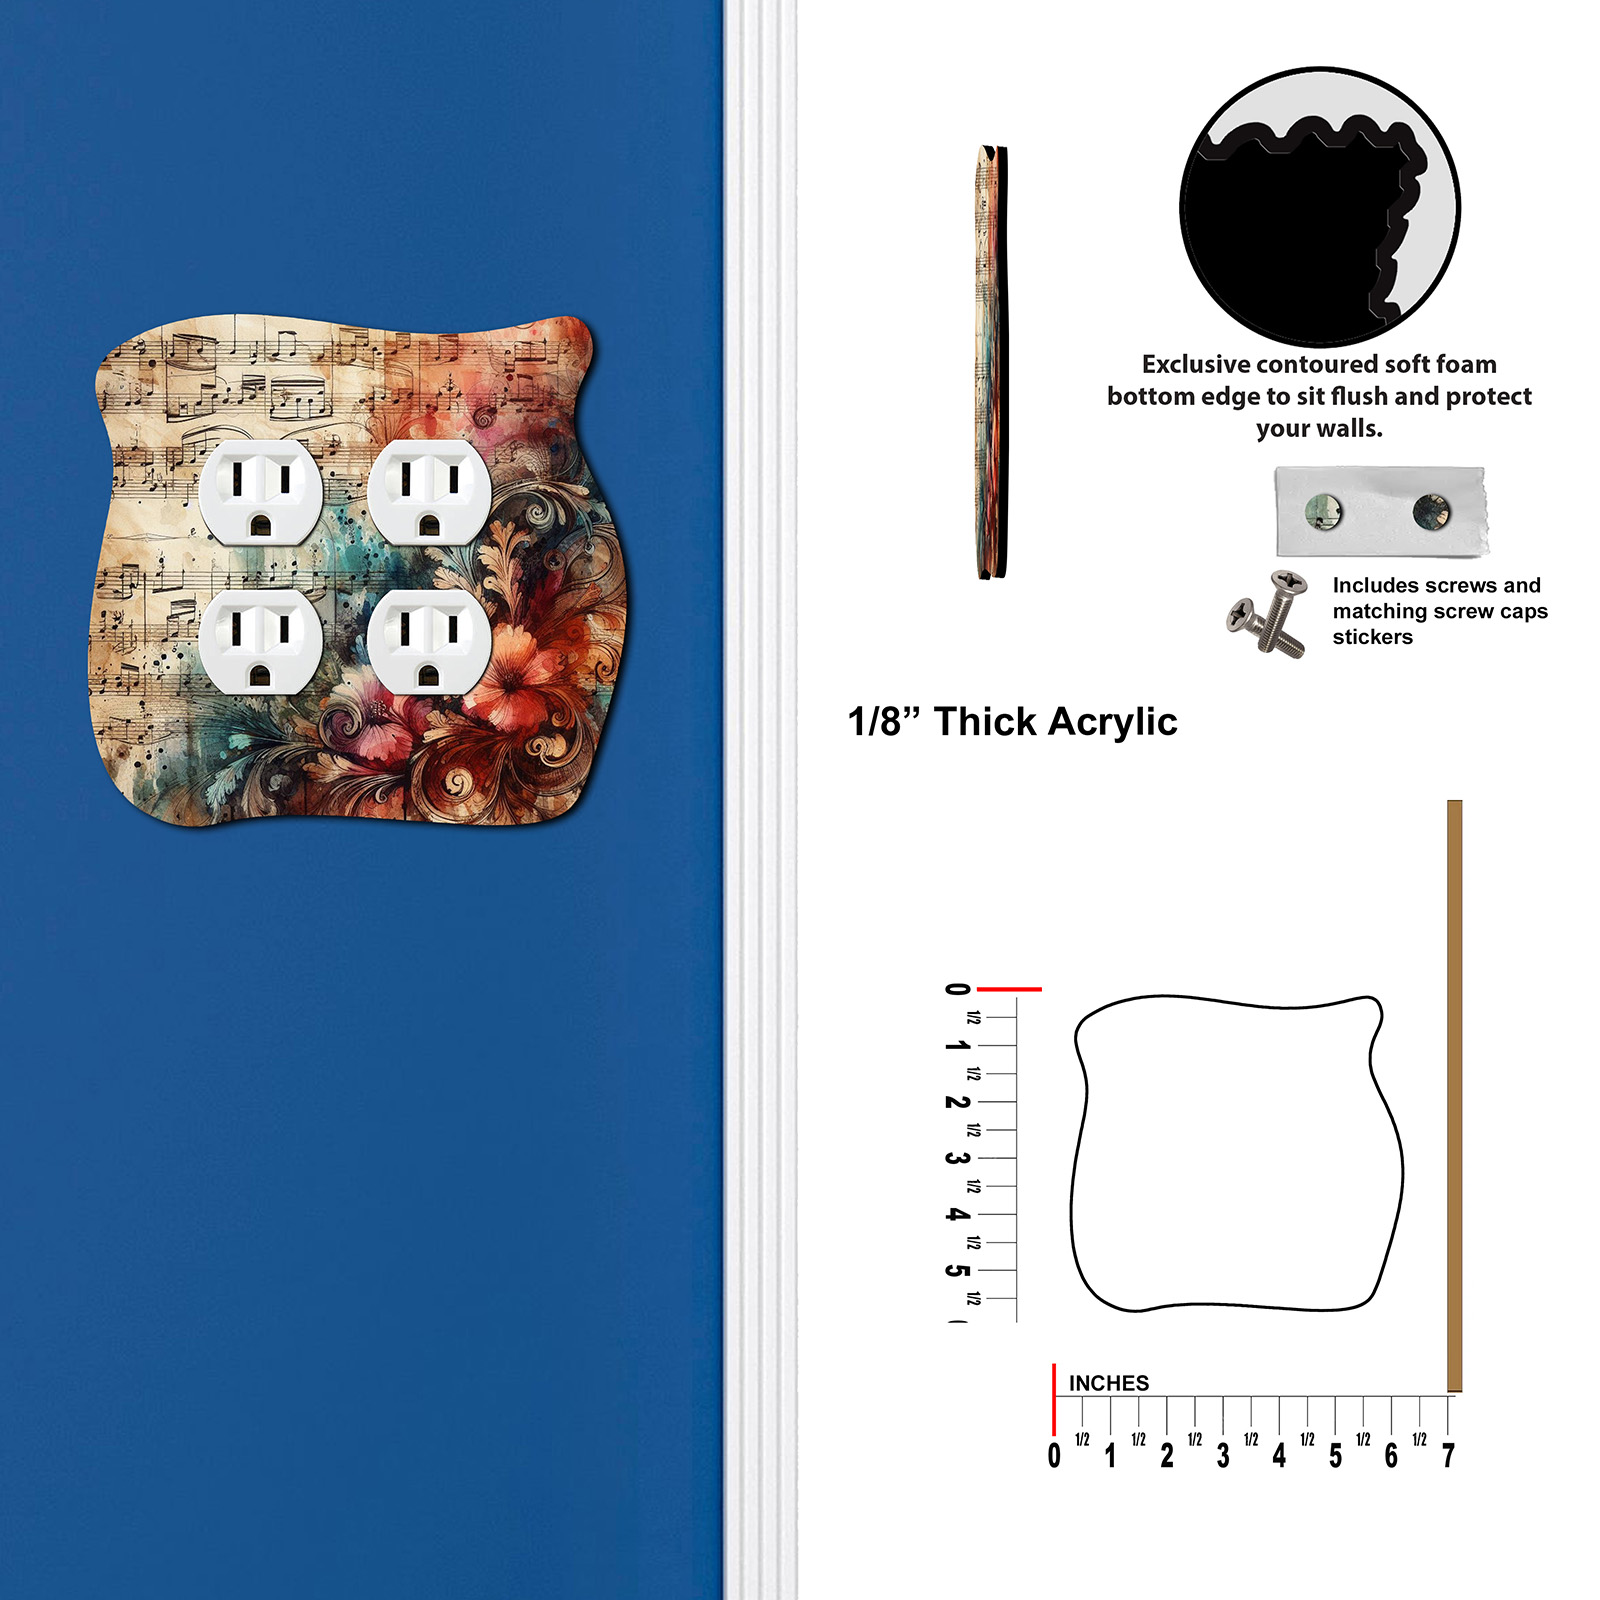 Exclusive contoured soft foam
bottom edge to sit flush and protect
your walls.
Includes screws and
matching screw caps
stickers
1/8” Thick Acrylic
0
1/2
1
1/2
2
1/2
3
1/2
4
1/2
5
1/2
INCHES
0 1/2 1 1/2 2 1/2 3 1/2 4 1/2 5 1/2 6 1/2 7